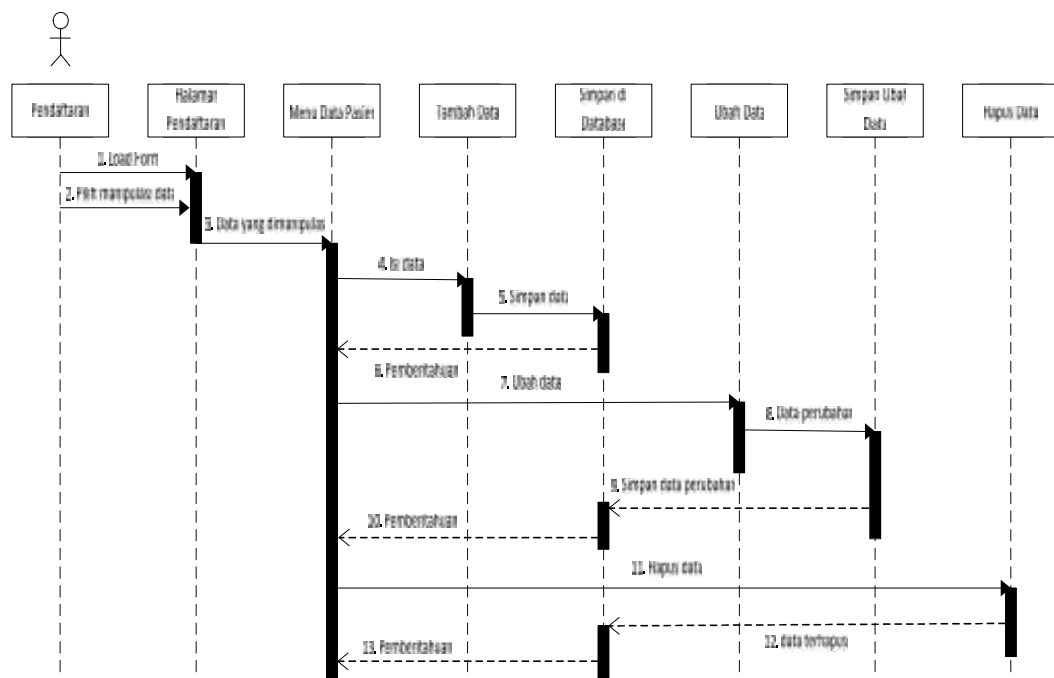 Pendaftaran
Halaman
Pendaftaran
Menu Data Pasien
Tambah Data
Simpan di
Database
Ubah Data
Simpan Ubah
Data
Hapus Data
1. Load Form
2. Pilih manipulasi data
3. Data yang dimanipulas
4. Isi data
5. Simpan data
6. Pemberitahuan
7. Ubah data
8. Data perubahan
9. Simpan data perubahan
10. Pemberitahuan
11. Hapus data
12. data terhapus
13. Pemberitahuan